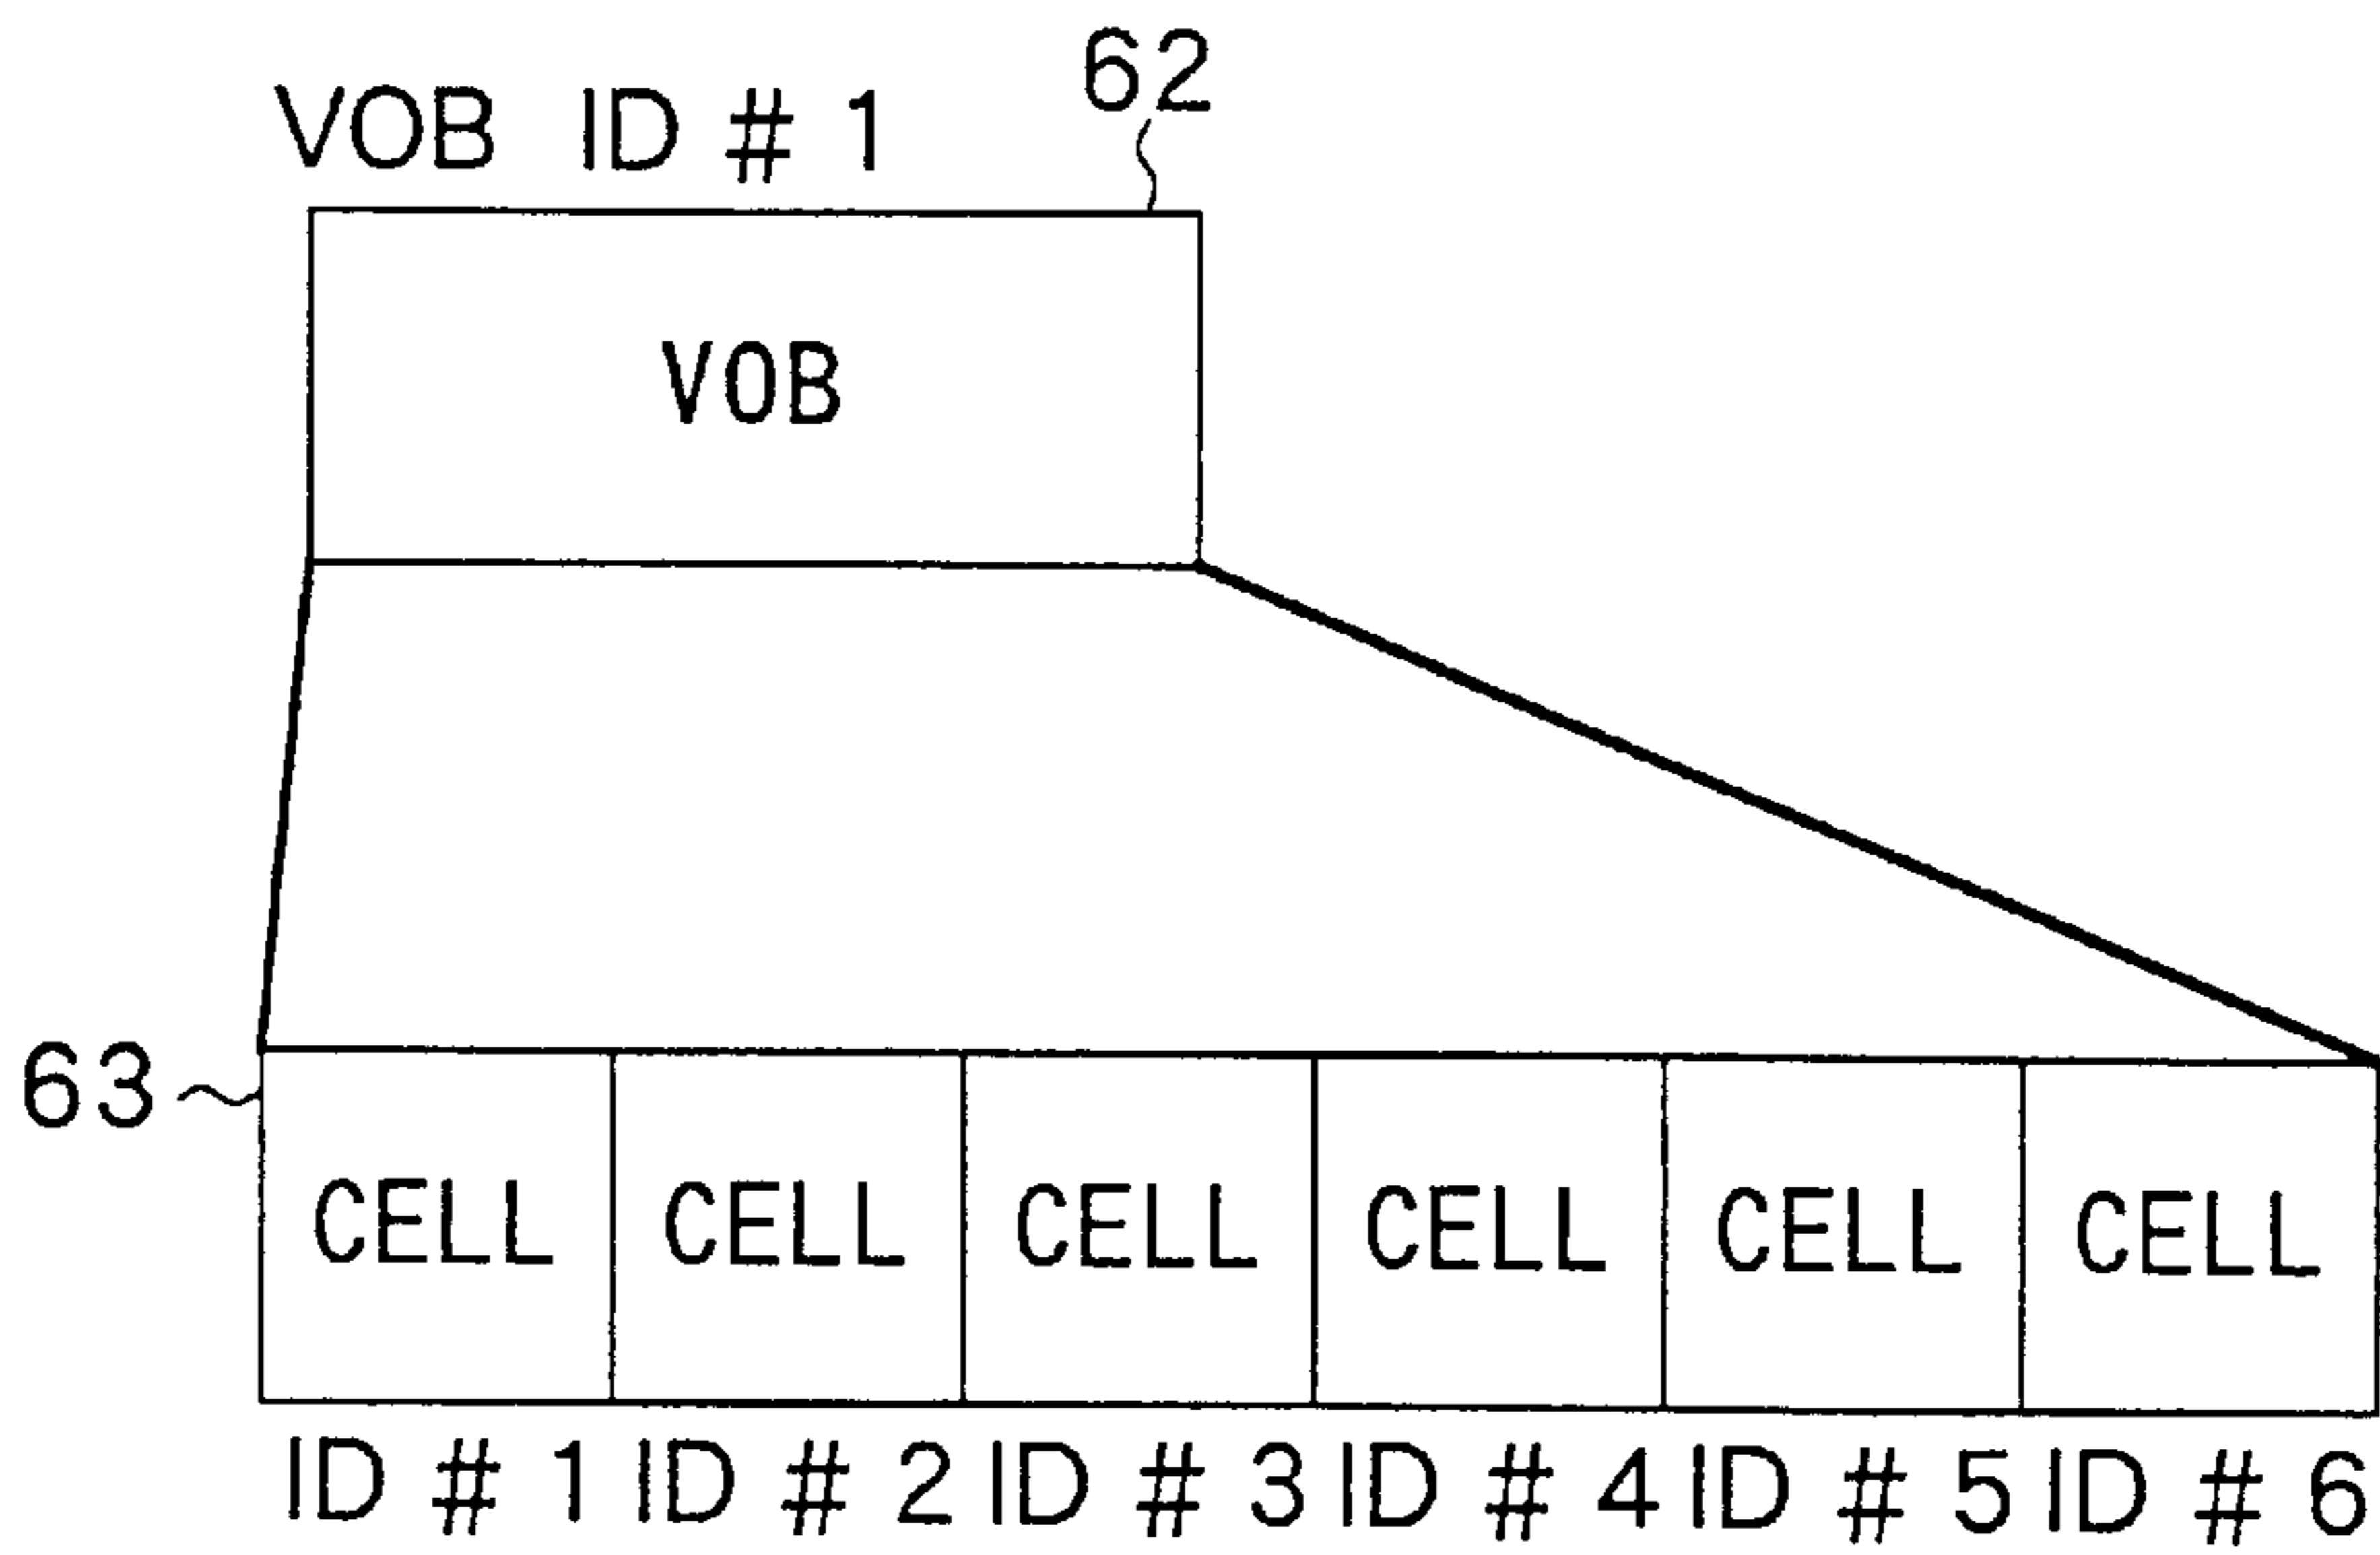 62
VOB ID # 1
VOB
63
CELL CELL CELL CELL CELL CELL
ID # 1 ID # 2 ID # 3 ID # 4 ID # 5 ID # 6